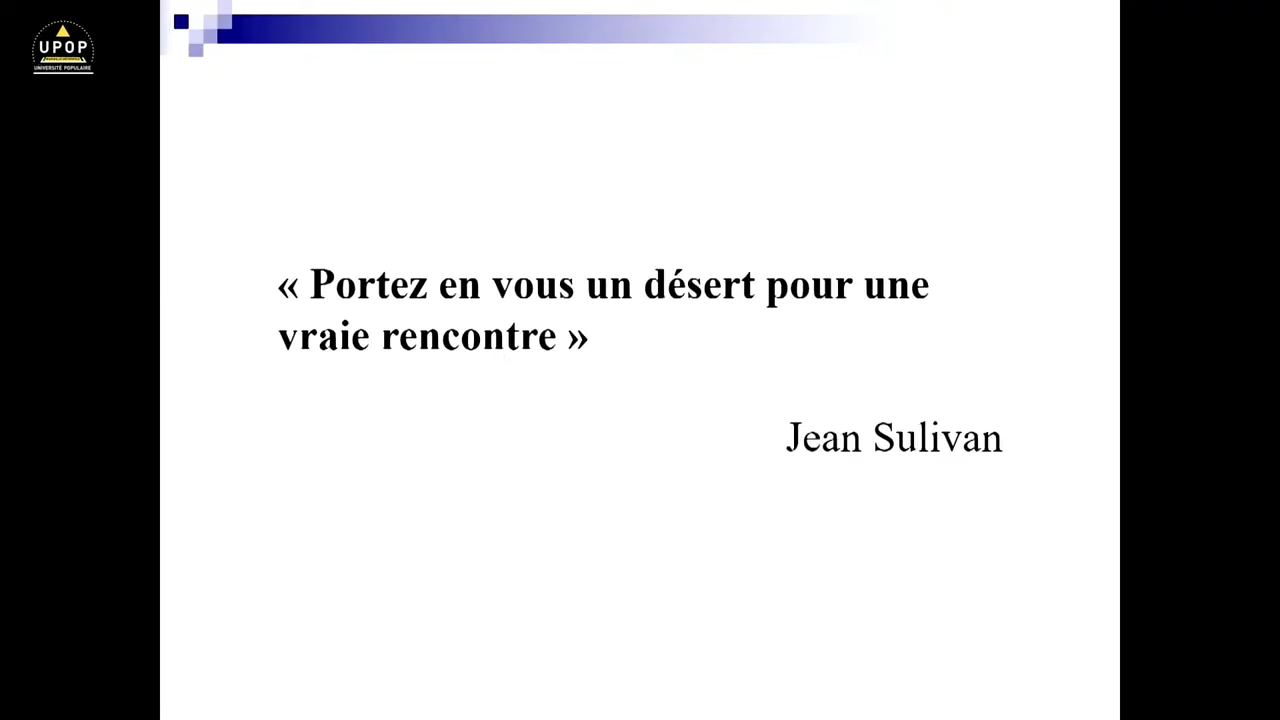 UPOP
UNIVERSITÉ POPULAIRE
« Portez en vous un désert pour une
vraie rencontre »
Jean Sulivan